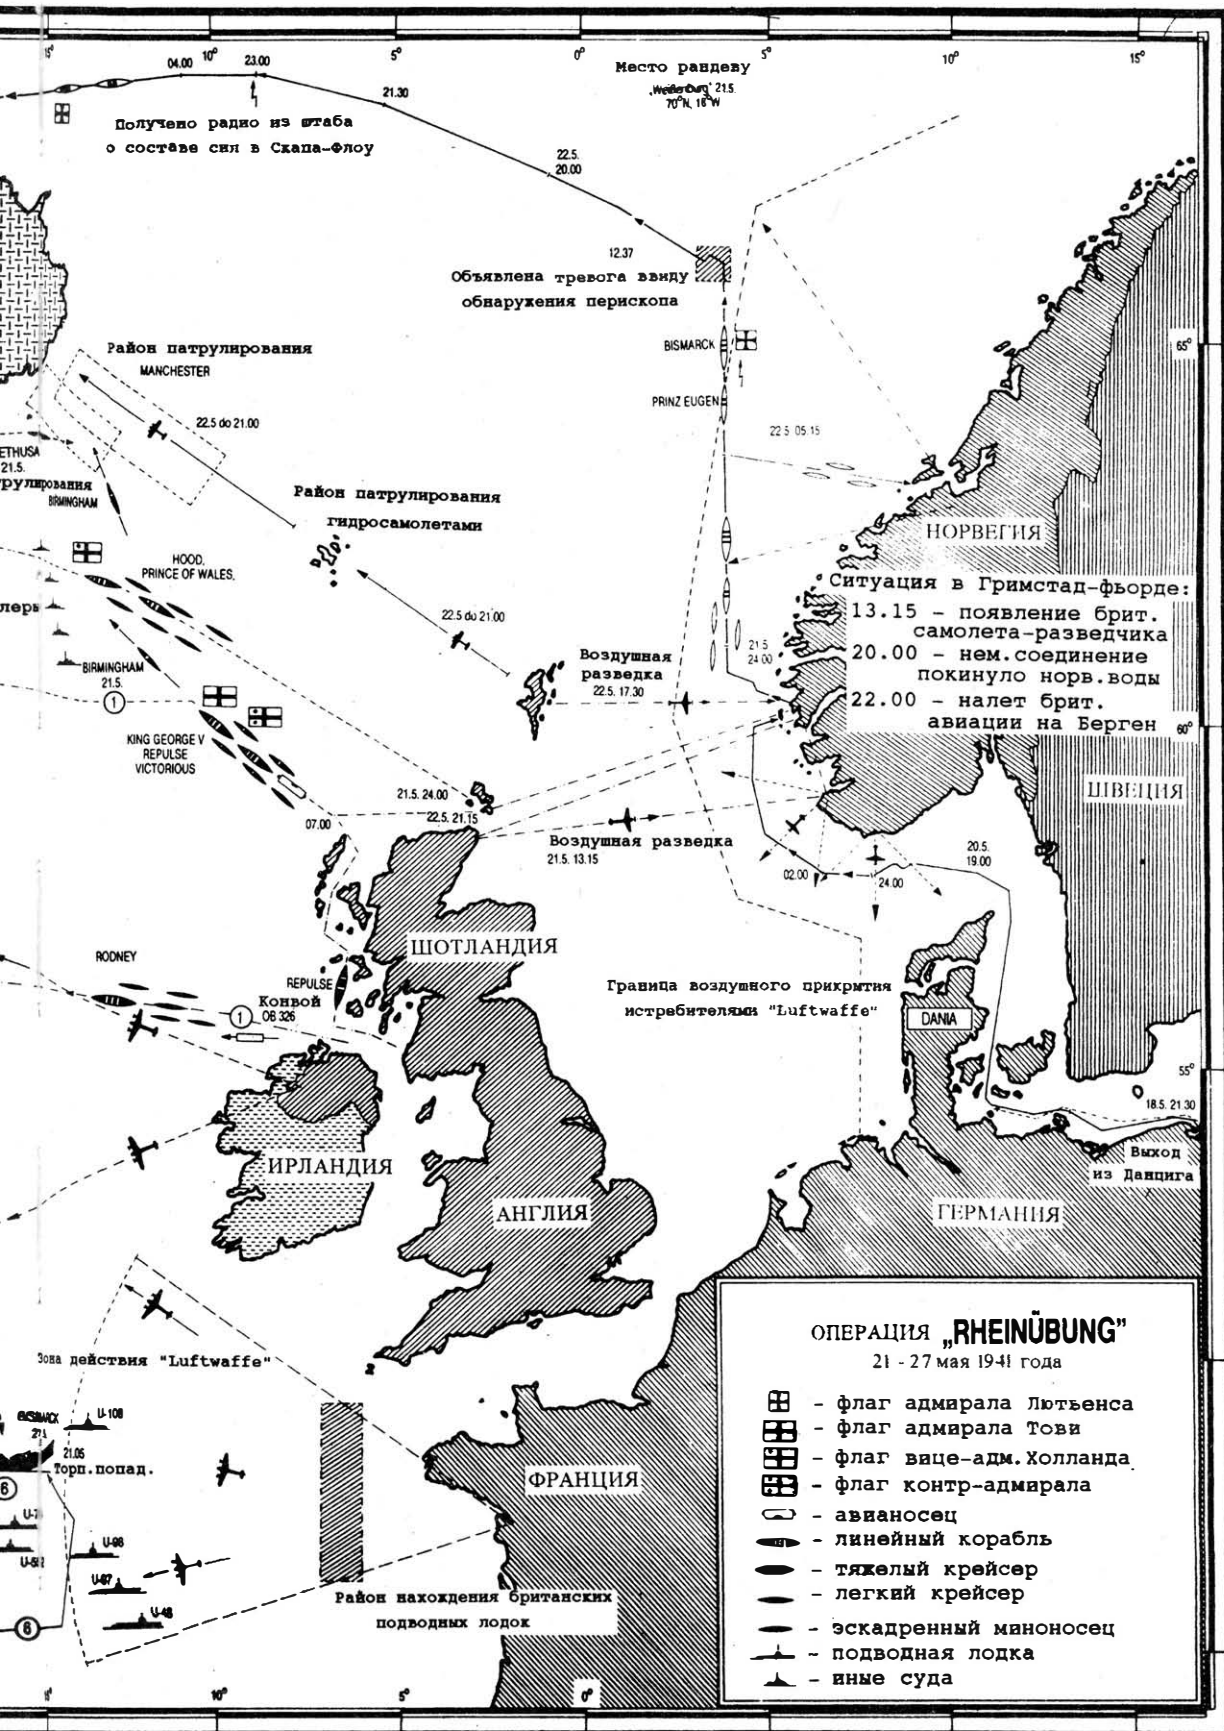 15° 10° 5° 0° 5° 10° 15°
04.00
23.00
21.30
Место рандеву
„Weißenburg" 21.5.
70°N, 16°W
Получено радио из штаба
о составе сил в Скапа-Флоу
22.5.
20.00
12.37
Объявлена тревога ввиду
обнаружения перископа
BISMARCK
65°
Район патрулирования
MANCHESTER
PRINZ EUGEN
22.5 do 21.00
22.5 05.15
ETHUSA
21.5.
рулирования
BIRMINGHAM
Район патрулирования
гидросамолетами
НОРВЕГИЯ
HOOD,
PRINCE OF WALES,
Ситуация в Гримстад-фьорде:
13.15 - появление брит.
самолета-разведчика
20.00 - нем.соединение
покинуло норв.воды
22.00 - налет брит.
авиации на Берген
60°
22.5 do 21.00
21.5
24.00
Воздушная
разведка
22.5. 17.30
BIRMINGHAM
21.5.
1
KING GEORGE V
REPULSE
VICTORIOUS
21.5. 24.00
22.5. 21.15
07.00
Воздушная разведка
21.5. 13.15
ШВЕЦИЯ
20.5.
19.00
02.00
24.00
ШОТЛАНДИЯ
RODNEY
REPULSE
Конвой
OB 326
1
Граница воздушного прикрытия
истребителями "Luftwaffe"
DANIA
55°
18.5. 21.30
Выход
из Данцига
ИРЛАНДИЯ
АНГЛИЯ
ГЕРМАНИЯ
Зона действия "Luftwaffe"
U-108
BISMARCK
21.05
Торп.попад.
6
U-98
U-97
U-48
6
ФРАНЦИЯ
Район нахождения британских
подводных лодок
ОПЕРАЦИЯ „RHEINÜBUNG"
21 - 27 мая 1941 года
- флаг адмирала Лютьенса
- флаг адмирала Тови
- флаг вице-адм.Холланда
- флаг контр-адмирала
- авианосец
- линейный корабль
- тяжелый крейсер
- легкий крейсер
- эскадренный миноносец
- подводная лодка
- иные суда
10° 5° 0°